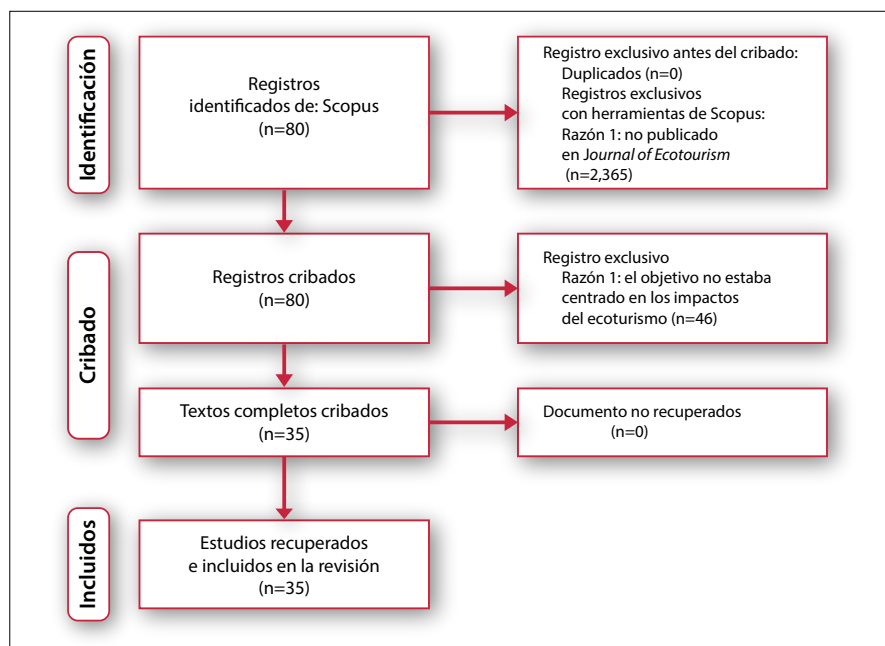 Identificación
Registros
identificados de: Scopus
(n=80)
Registro exclusivo antes del cribado:
Duplicados (n=0)
Registros exclusivos
con herramientas de Scopus:
Razón 1: no publicado
en Journal of Ecotourism
(n=2,365)
Cribado
Registros cribados
(n=80)
Registro exclusivo
Razón 1: el objetivo no estaba
centrado en los impactos
del ecoturismo (n=46)
Textos completos cribados
(n=35)
Documento no recuperados
(n=0)
Incluidos
Estudios recuperados
e incluidos en la revisión
(n=35)